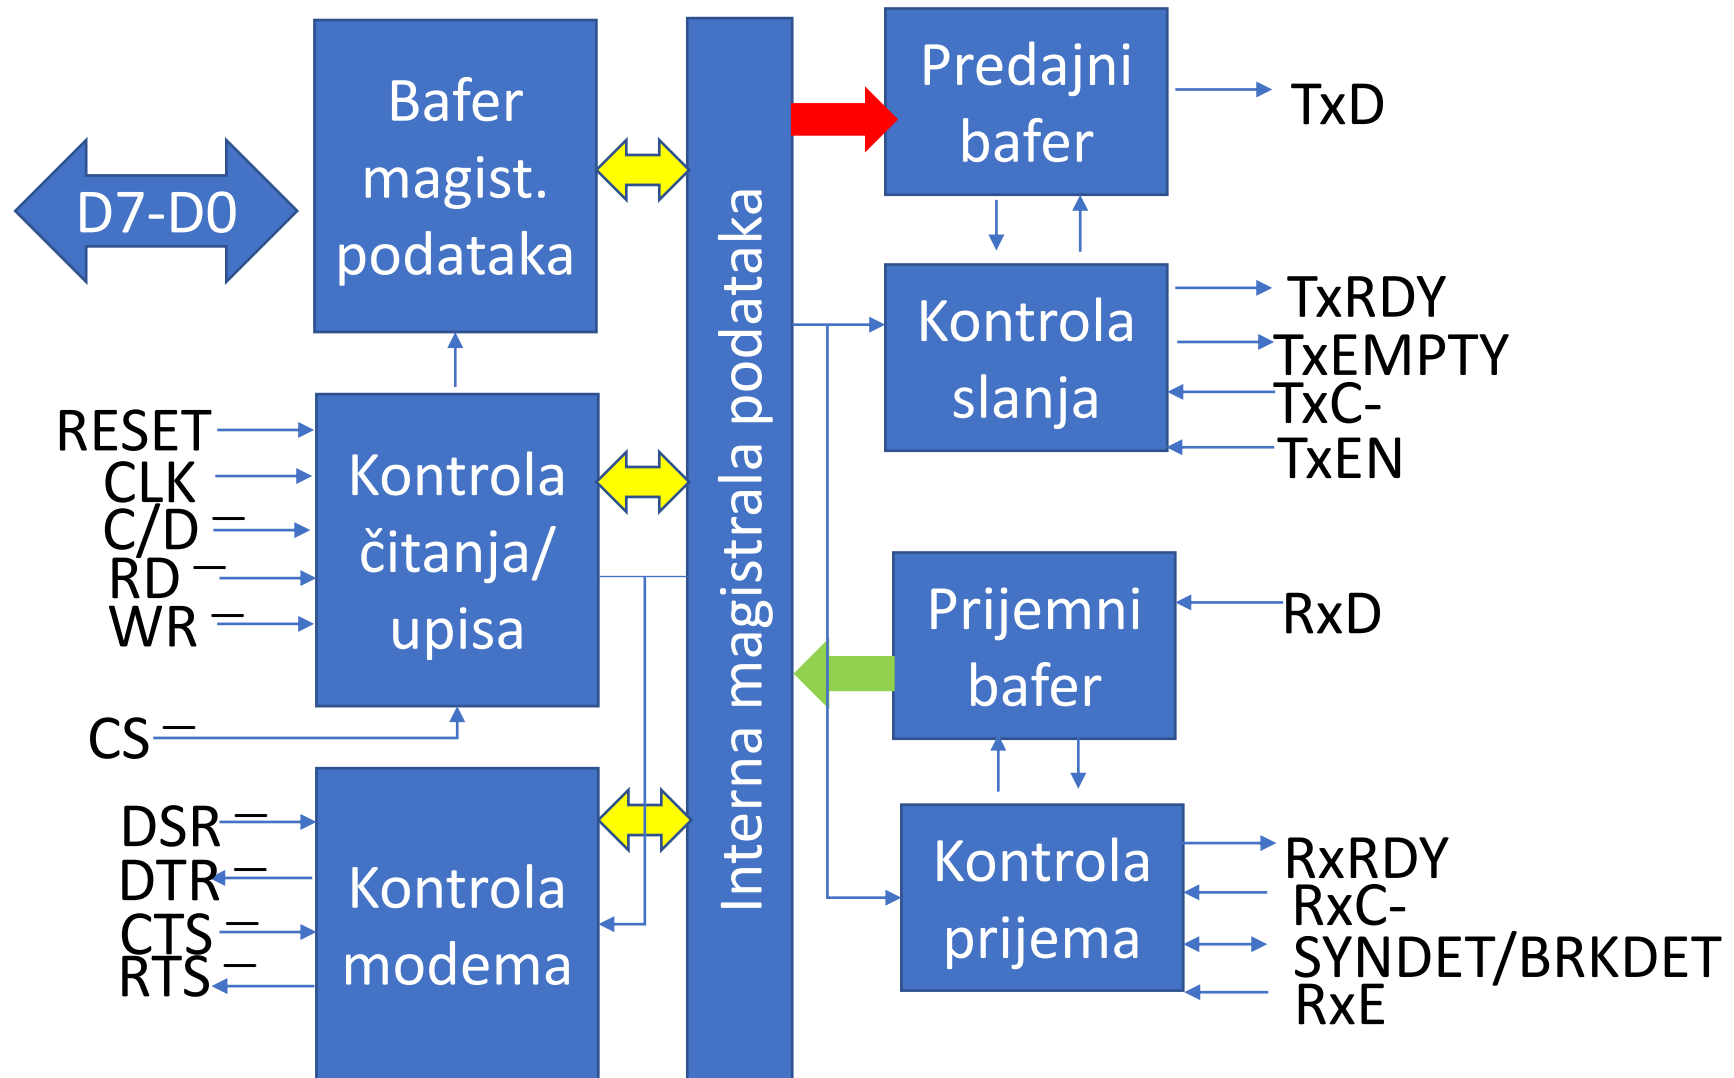 D7-D0
Bafer
magist.
podataka
RESET
CLK
C/D
RD
WR
Kontrola
čitanja/
upisa
CS
DSR
DTR
CTS
RTS
Kontrola
modema
Interna magistrala podataka
Predajni
bafer
TxD
Kontrola
slanja
TxRDY
TxEMPTY
TxC-
TxEN
Prijemni
bafer
RxD
Kontrola
prijema
RxRDY
RxC-
SYNDET/BRKDET
RxE